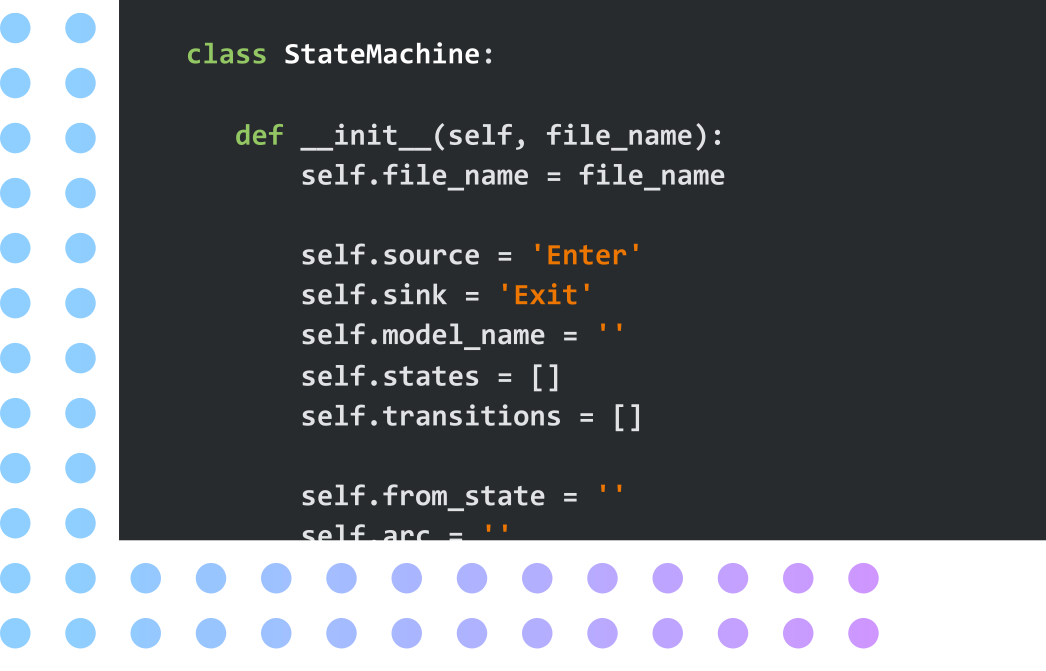 class StateMachine:
def __init__(self, file_name):
self.file_name = file_name
self.source = 'Enter'
self.sink = 'Exit'
self.model_name = ''
self.states = []
self.transitions = []
self.from_state = ''
self.arc = ''